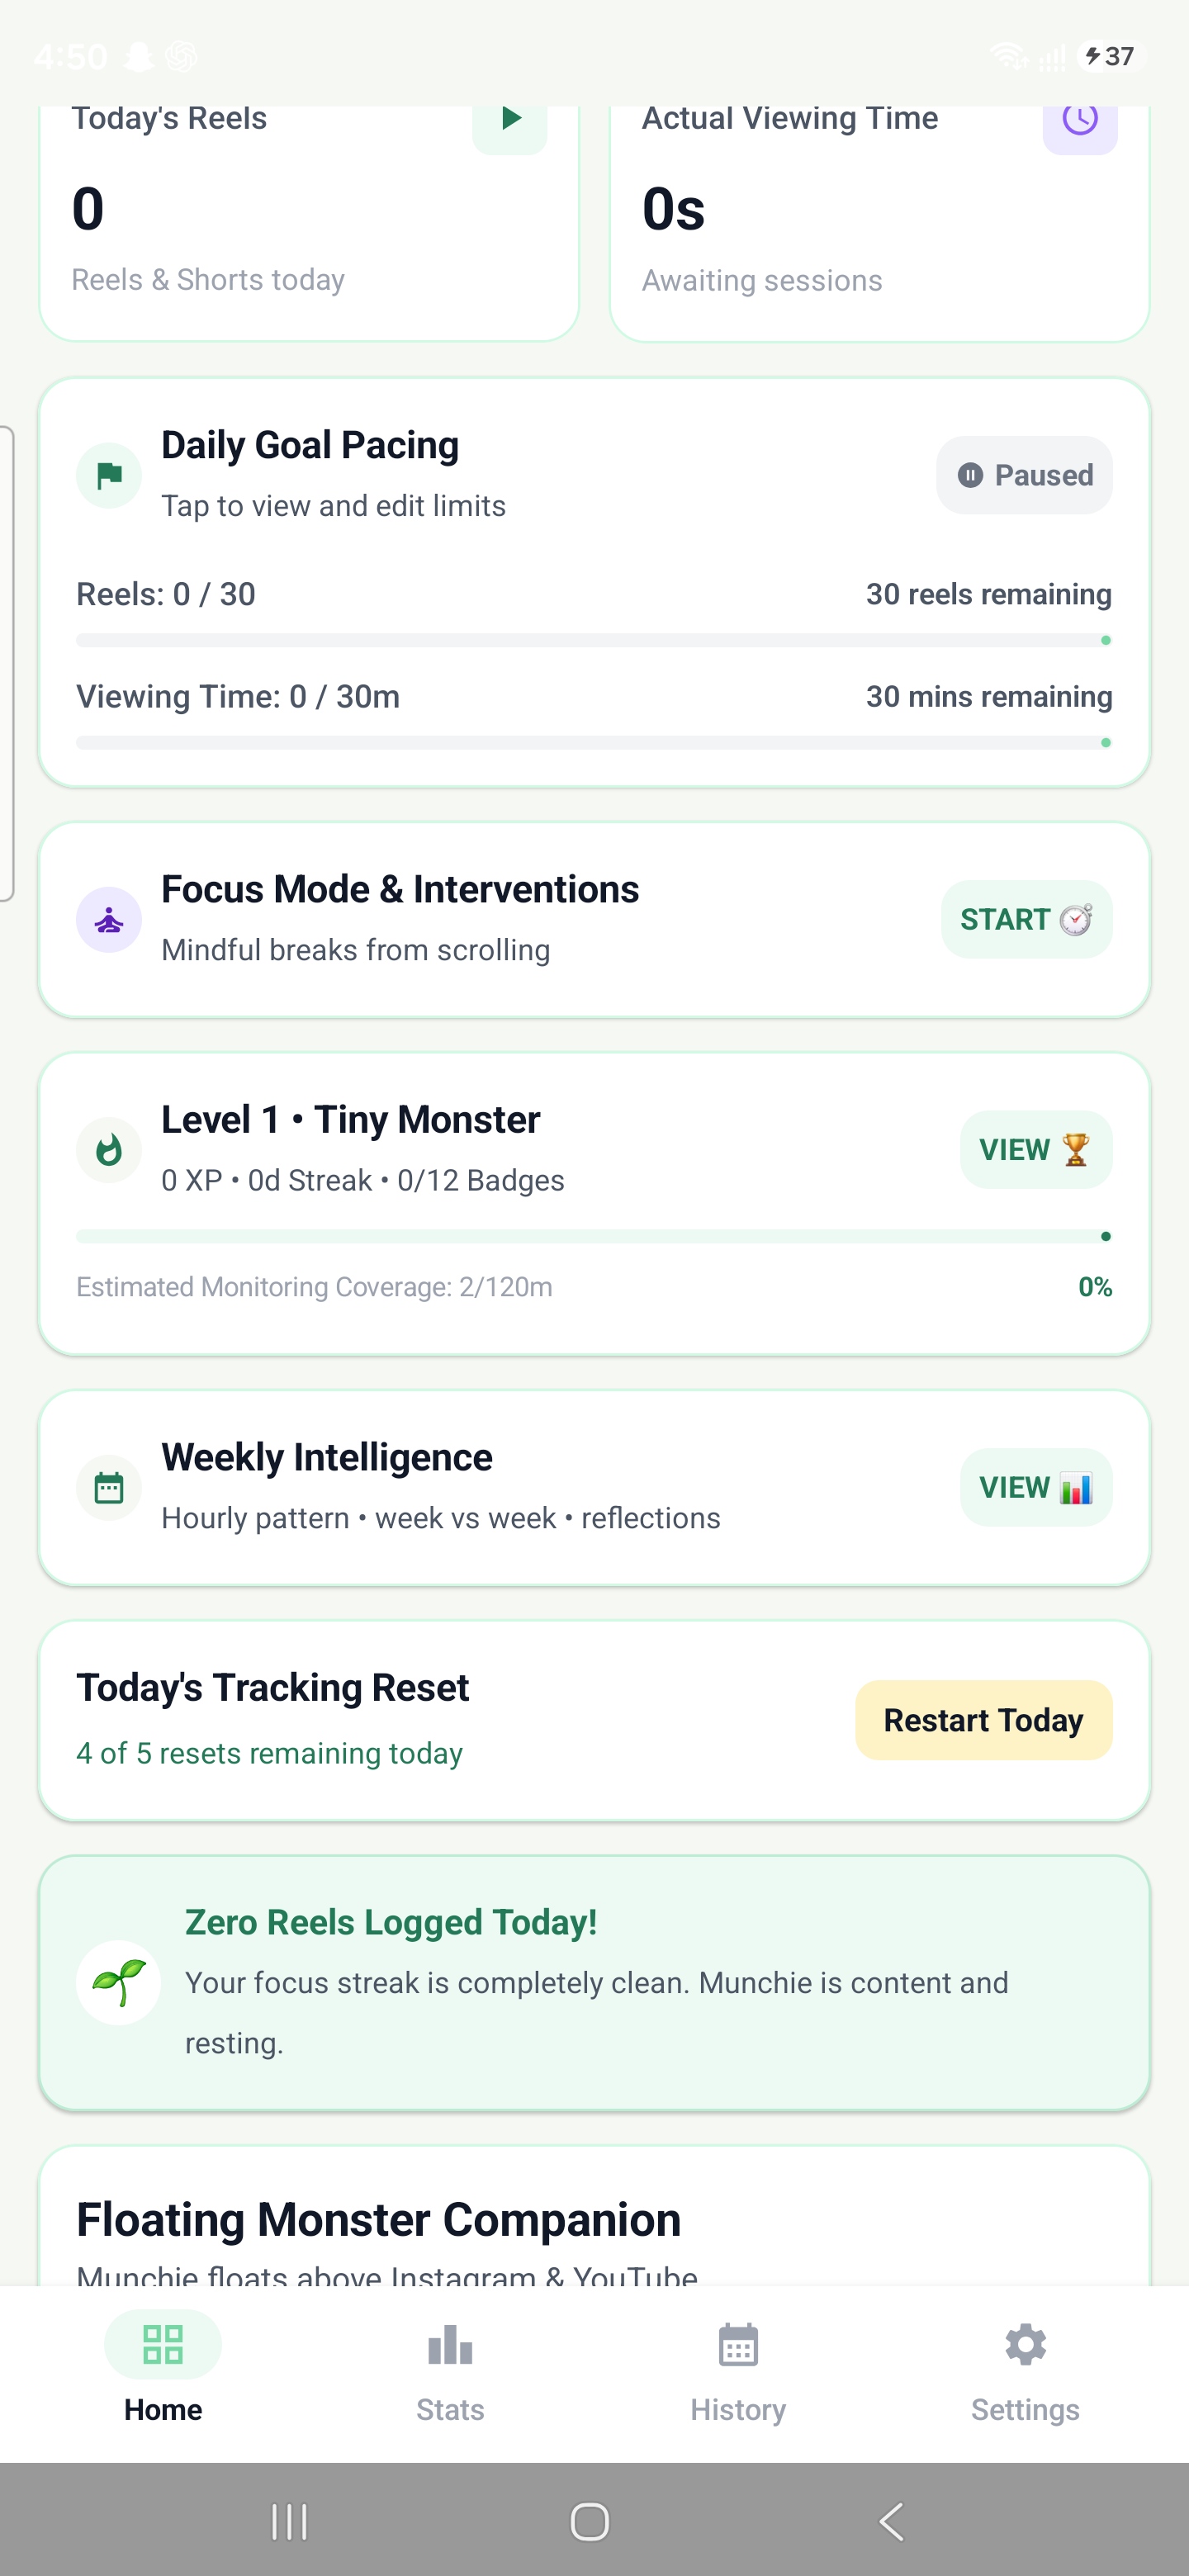 4:50
37
Today's Reels
Actual Viewing Time
0
0s
Reels & Shorts today
Awaiting sessions
Daily Goal Pacing
Tap to view and edit limits
Paused
Reels: 0 / 30
30 reels remaining
Viewing Time: 0 / 30m
30 mins remaining
Focus Mode & Interventions
Mindful breaks from scrolling
START
Level 1 • Tiny Monster
0 XP • 0d Streak • 0/12 Badges
VIEW
Estimated Monitoring Coverage: 2/120m
0%
Weekly Intelligence
Hourly pattern • week vs week • reflections
VIEW
Today's Tracking Reset
4 of 5 resets remaining today
Restart Today
Zero Reels Logged Today!
Your focus streak is completely clean. Munchie is content and
resting.
Floating Monster Companion
Munchie floats above Instagram & YouTube
Home
Stats
History
Settings